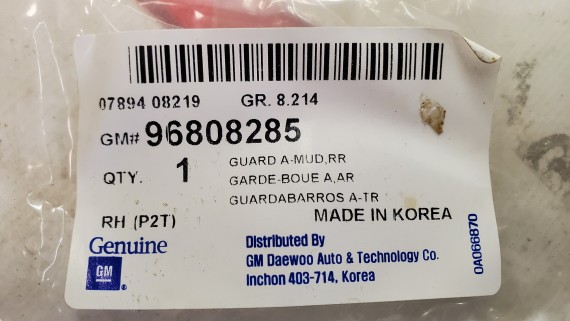 07894 08219 GR. 8.214
GM# 96808285
QTY. 1 GUARD A-MUD,RR
GARDE-BOUE A,AR
GUARDABARROS A-TR
RH (P2T) MADE IN KOREA
Genuine
GM
Distributed By
GM Daewoo Auto & Technology Co.
Inchon 403-714, Korea
0A066870